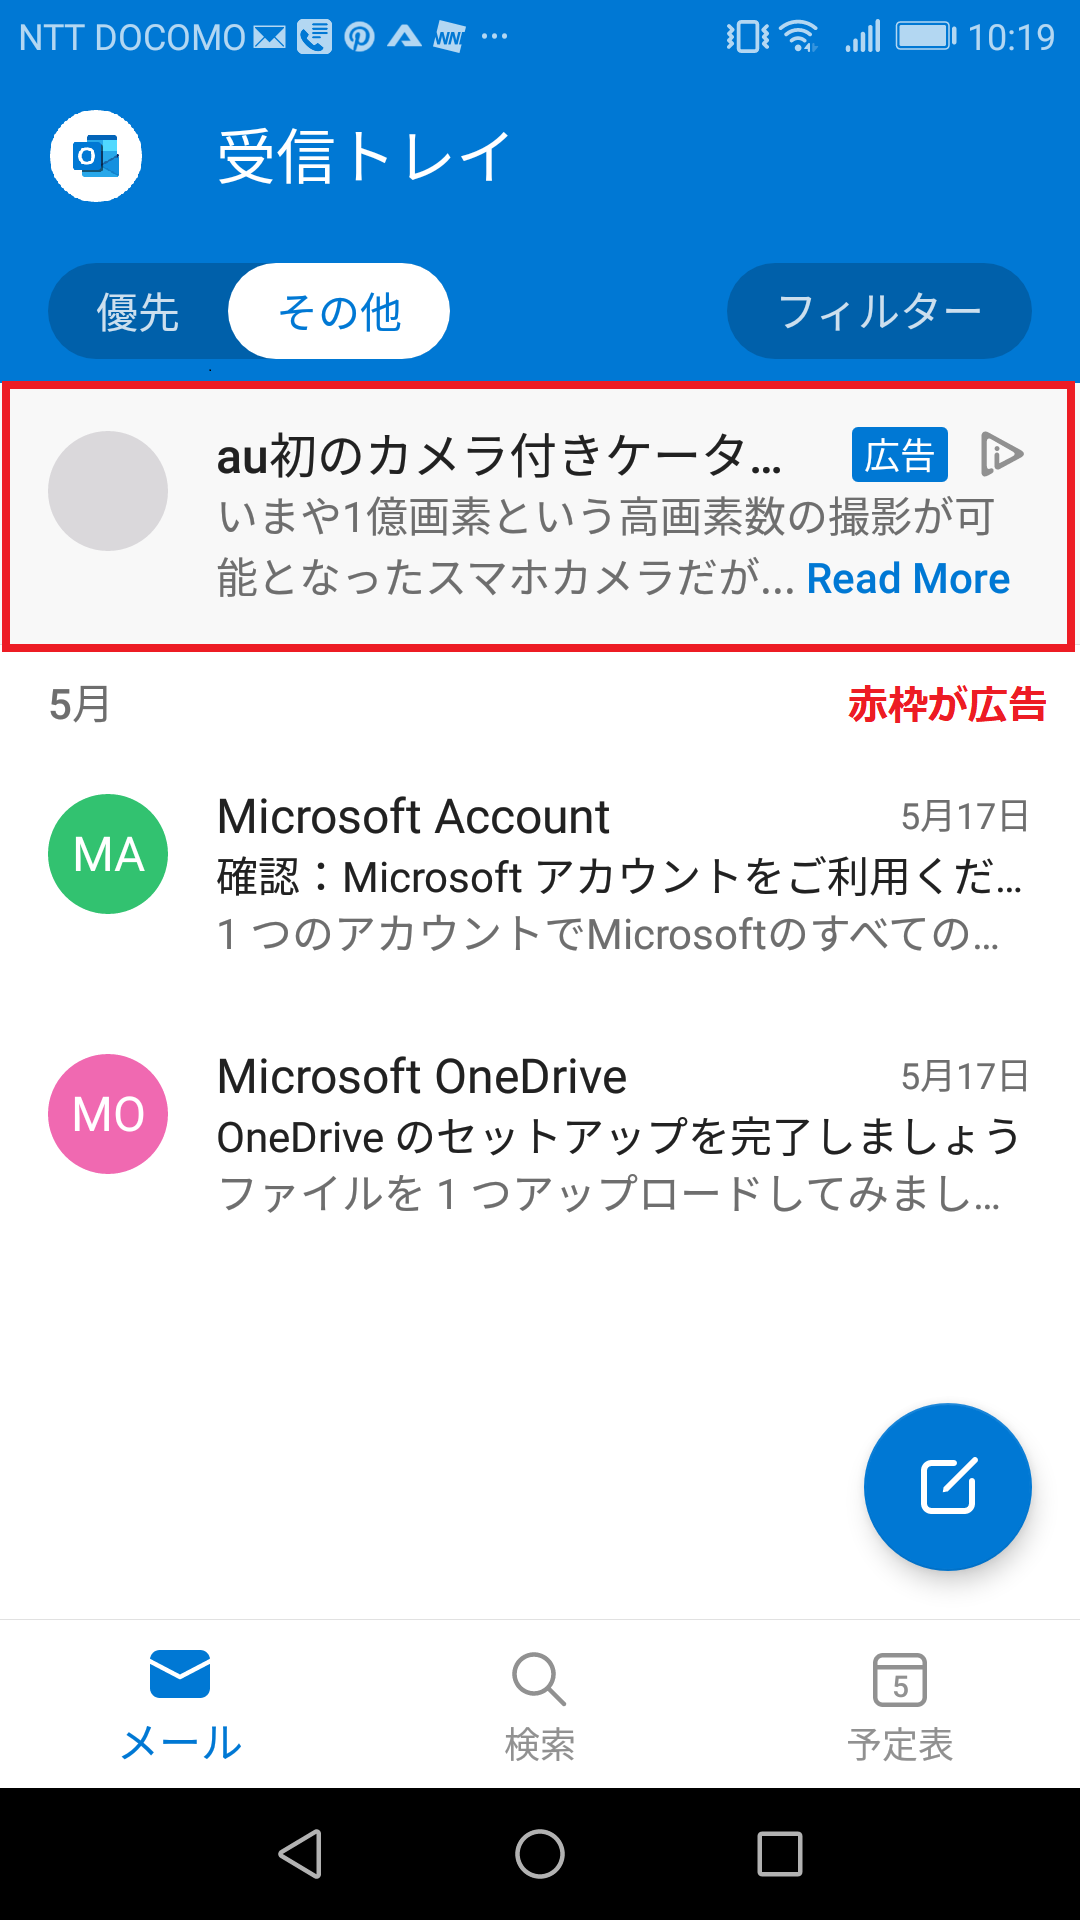 NTT DOCOMO ... 10:19
受信トレイ
優先 その他 フィルター
au初のカメラ付きケータ... 広告
いまや1億画素という高画素数の撮影が可
能となったスマホカメラだが... Read More
5月 赤枠が広告
MA
Microsoft Account 5月17日
確認：Microsoft アカウントをご利用くだ...
1 つのアカウントでMicrosoftのすべての...
MO
Microsoft OneDrive 5月17日
OneDrive のセットアップを完了しましょう
ファイルを 1 つアップロードしてみまし...
5
メール 検索 予定表